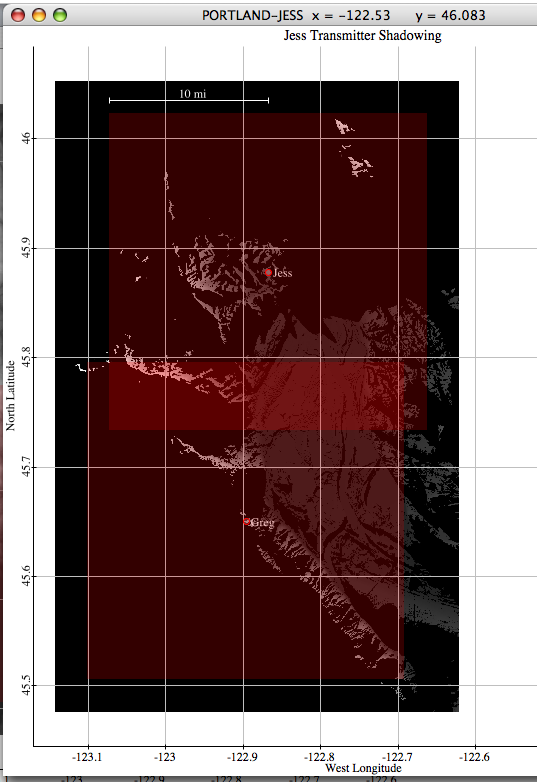 PORTLAND-JESS x = -122.53 y = 46.083
Jess Transmitter Shadowing
10 mi
46
45.9
Jess
45.8
North Latitude
45.7
Greg
45.6
45.5
-123.1 -123 -122.9 -122.8 -122.7 -122.6
West Longitude